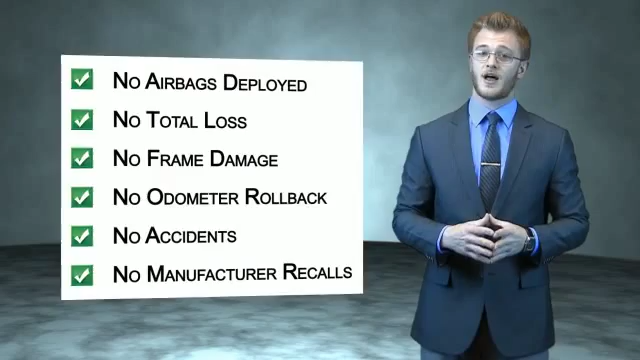 No Airbags Deployed
No Total Loss
No Frame Damage
No Odometer Rollback
No Accidents
No Manufacturer Recalls